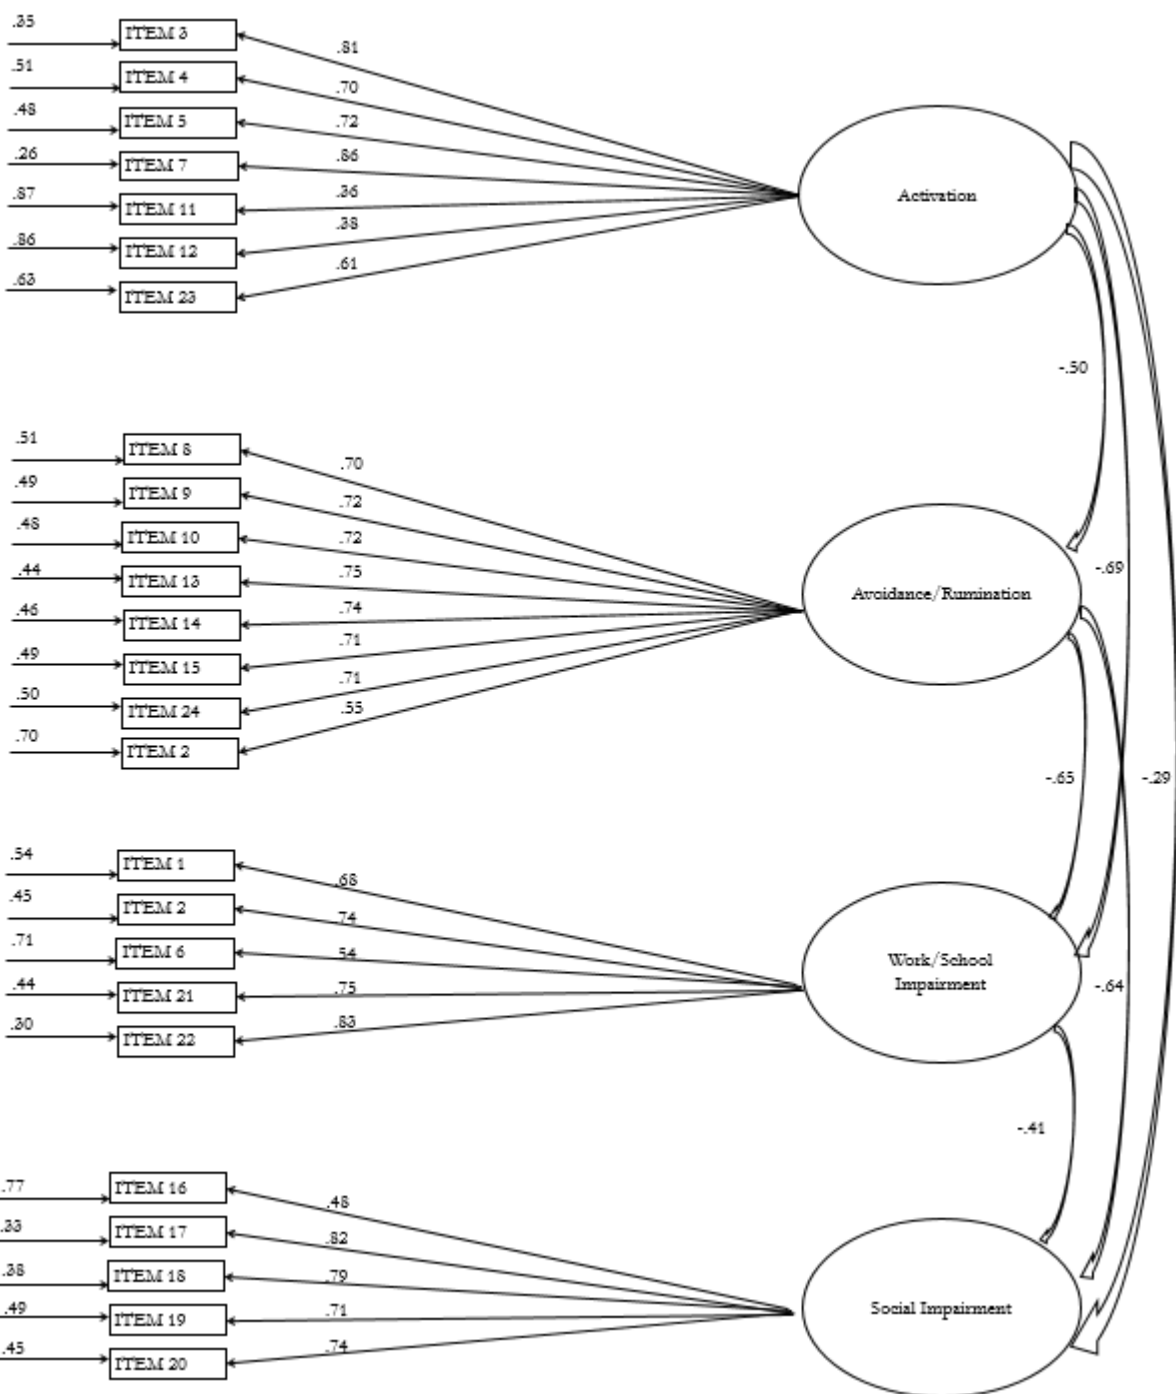 .35 ITEM 3 .81
.51 ITEM 4 .70
.48 ITEM 5 .72
.26 ITEM 7 .86
.87 ITEM 11 .36
.86 ITEM 12 .38
.63 ITEM 23 .61
Activation
-.50
.51 ITEM 8 .70
.49 ITEM 9 .72
.48 ITEM 10 .72
.44 ITEM 13 .75
.46 ITEM 14 .74
.49 ITEM 15 .71
.50 ITEM 24 .71
.70 ITEM 2 .55
Avoidance/Rumination
-.69
-.65
-.29
.54 ITEM 1 .68
.45 ITEM 2 .74
.71 ITEM 6 .54
.44 ITEM 21 .75
.30 ITEM 22 .83
Work/School
Impairment
-.64
-.41
.77 ITEM 16 .48
.33 ITEM 17 .82
.38 ITEM 18 .79
.49 ITEM 19 .71
.45 ITEM 20 .74
Social Impairment